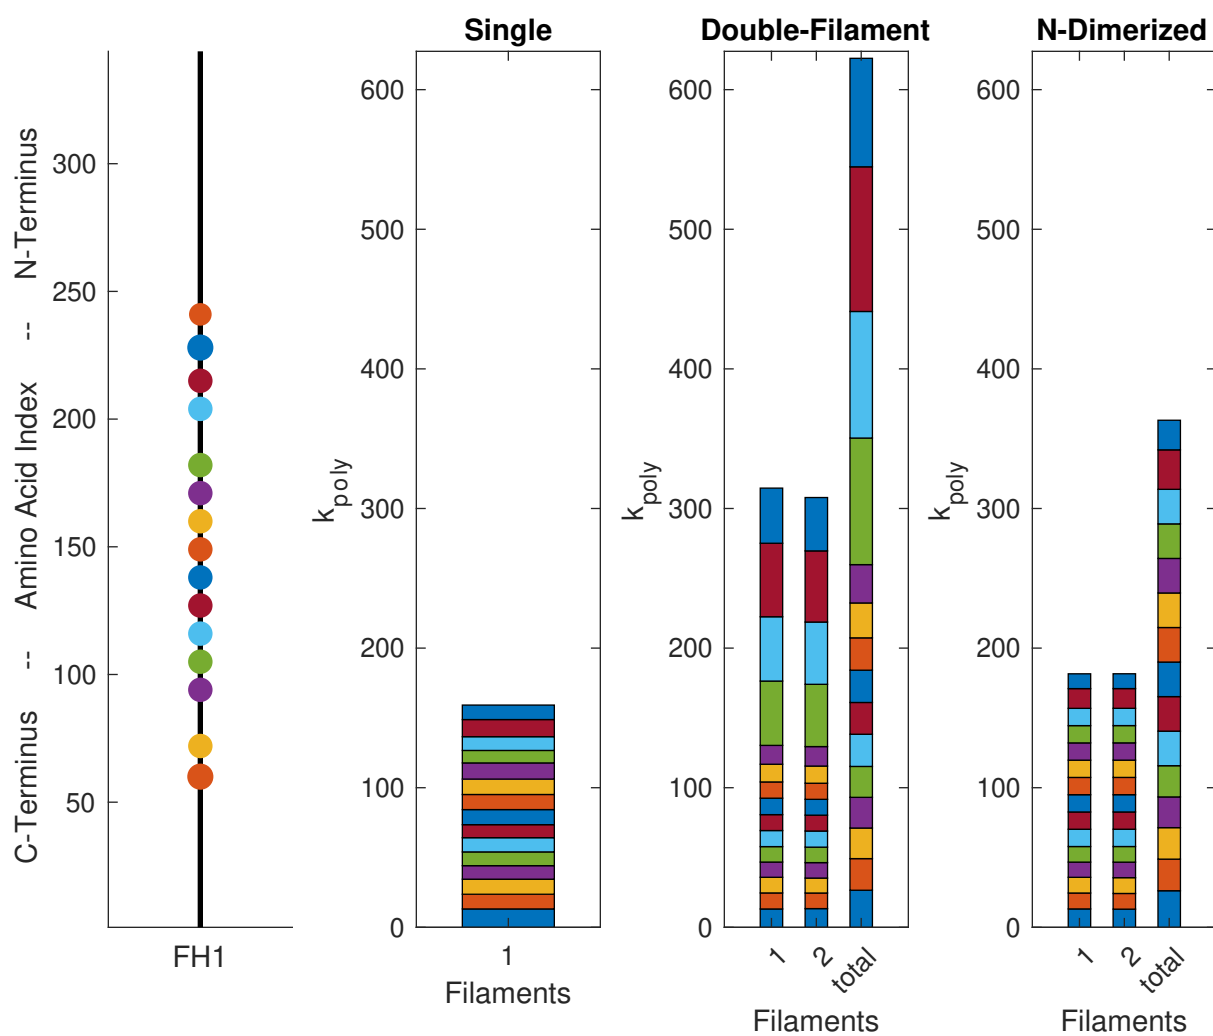 C-Terminus -- Amino Acid Index -- N-Terminus
300
250
200
150
100
50
FH1
Single
k_poly
600
500
400
300
200
100
0
1
Filaments
Double-Filament
k_poly
600
500
400
300
200
100
0
1
2
total
Filaments
N-Dimerized
k_poly
600
500
400
300
200
100
0
1
2
total
Filaments